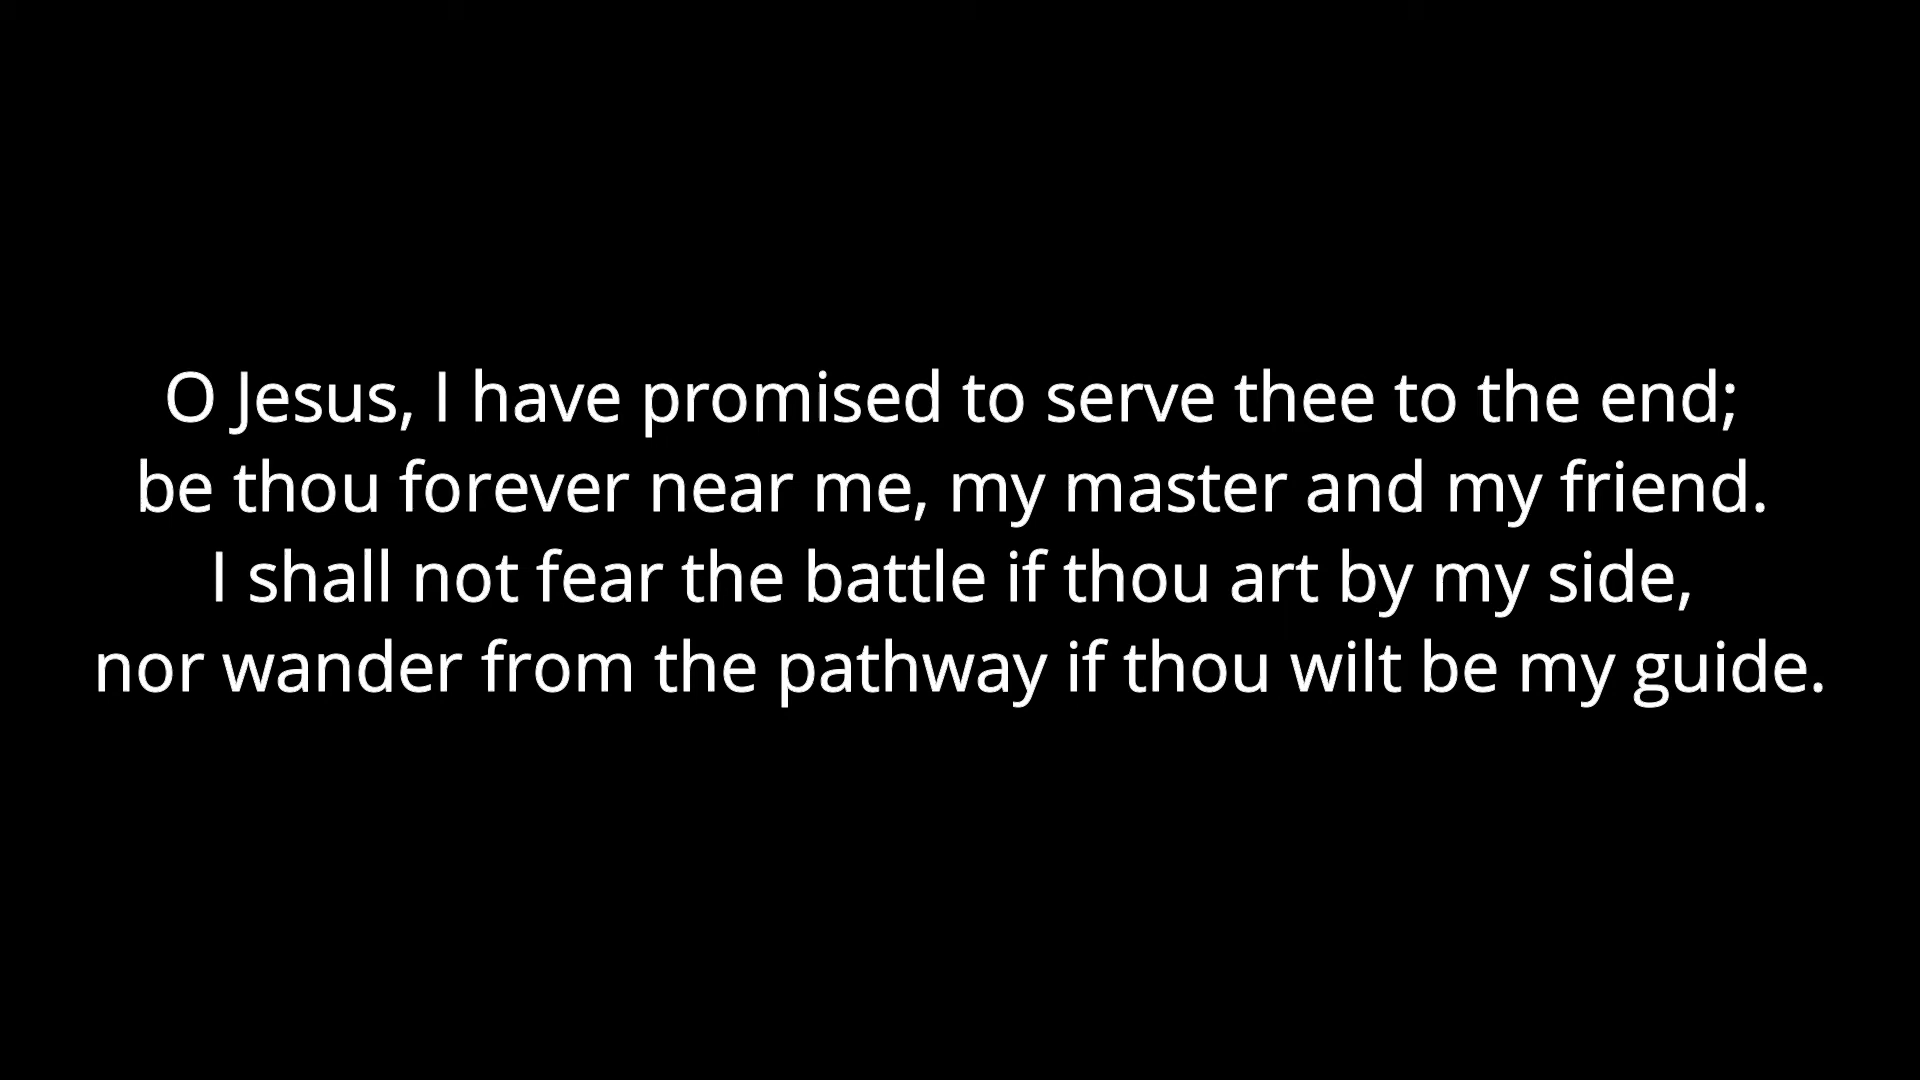 O Jesus, I have promised to serve thee to the end;
be thou forever near me, my master and my friend.
I shall not fear the battle if thou art by my side,
nor wander from the pathway if thou wilt be my guide.